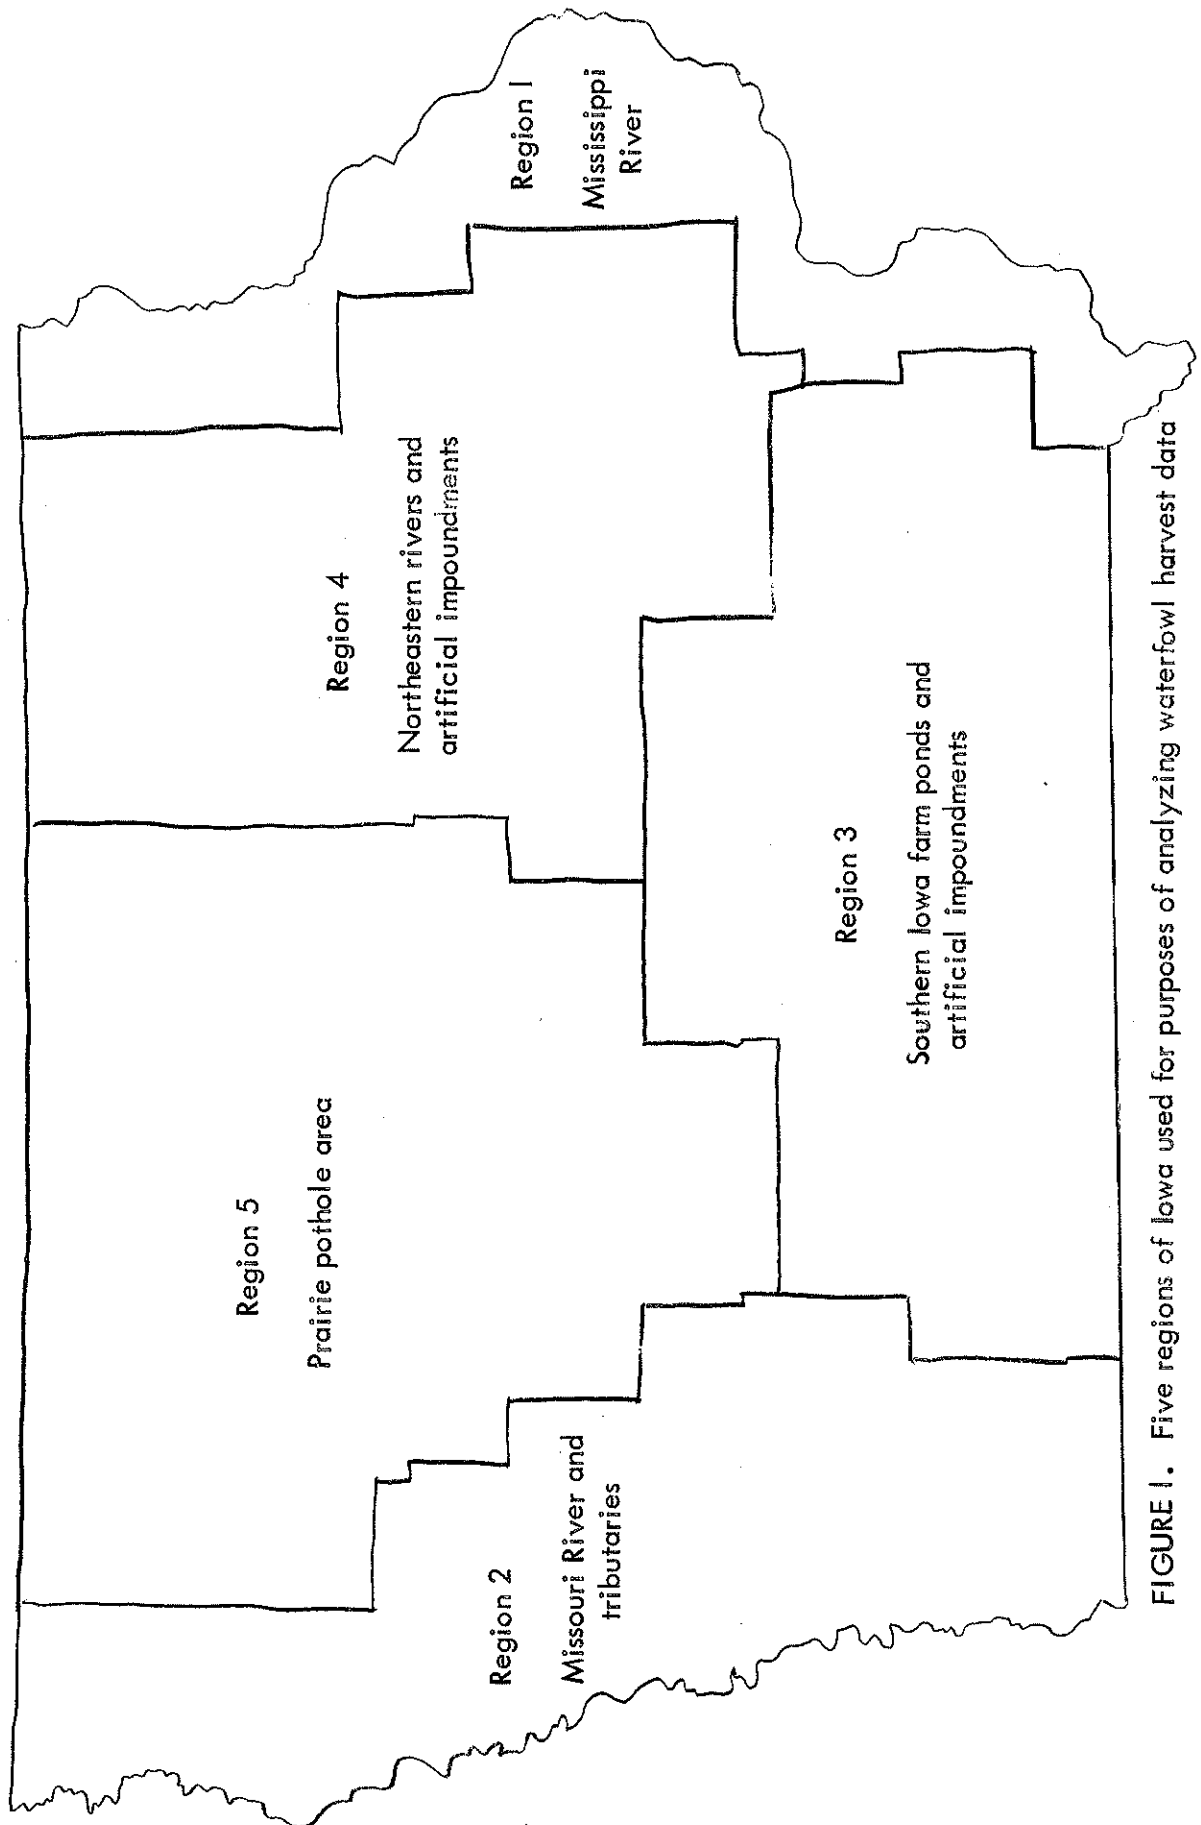 Region 5
Prairie pothole area
Region 4
Northeastern rivers and
artificial impoundments
Region 1
Mississippi
River
Region 2
Missouri River and
tributaries
Region 3
Southern Iowa farm ponds and
artificial impoundments
FIGURE 1. Five regions of Iowa used for purposes of analyzing waterfowl harvest data